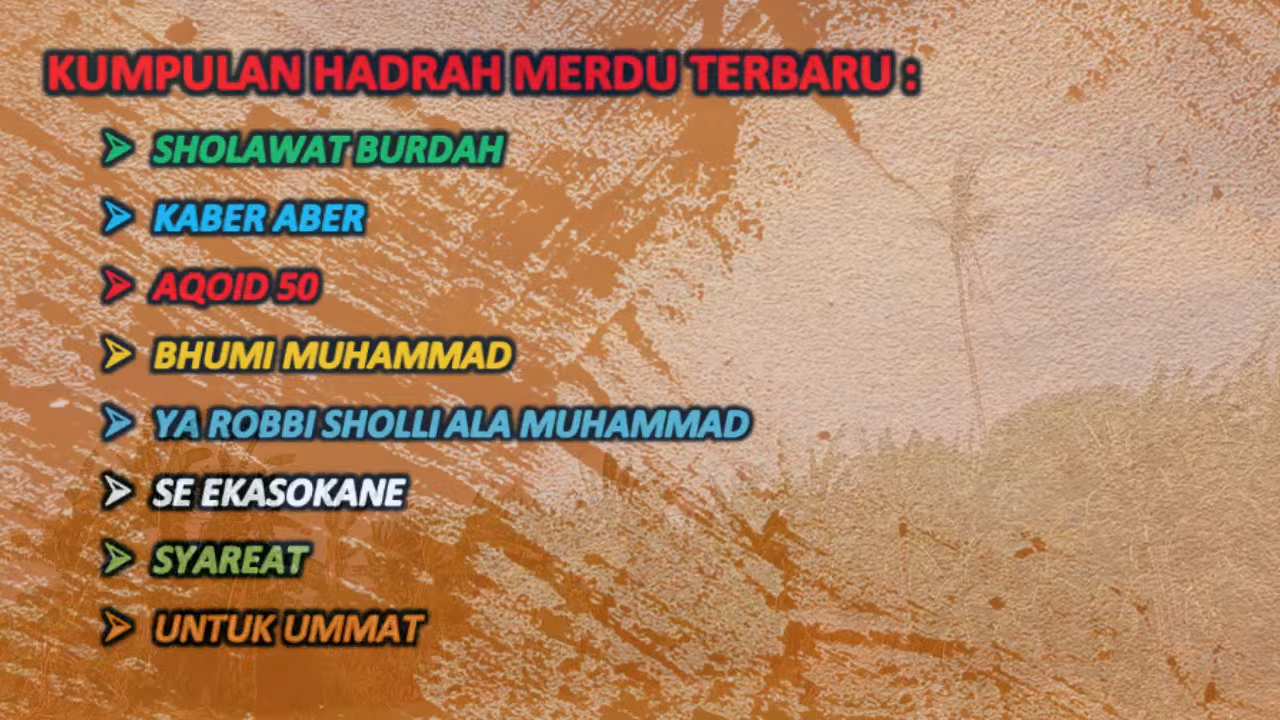 KUMPULAN HADRAH MERDU TERBARU :
SHOLAWAT BURDAH
KABER ABER
AQOID 50
BHUMI MUHAMMAD
YA ROBBI SHOLLI ALA MUHAMMAD
SE EKASOKANE
SYAREAT
UNTUK UMMAT